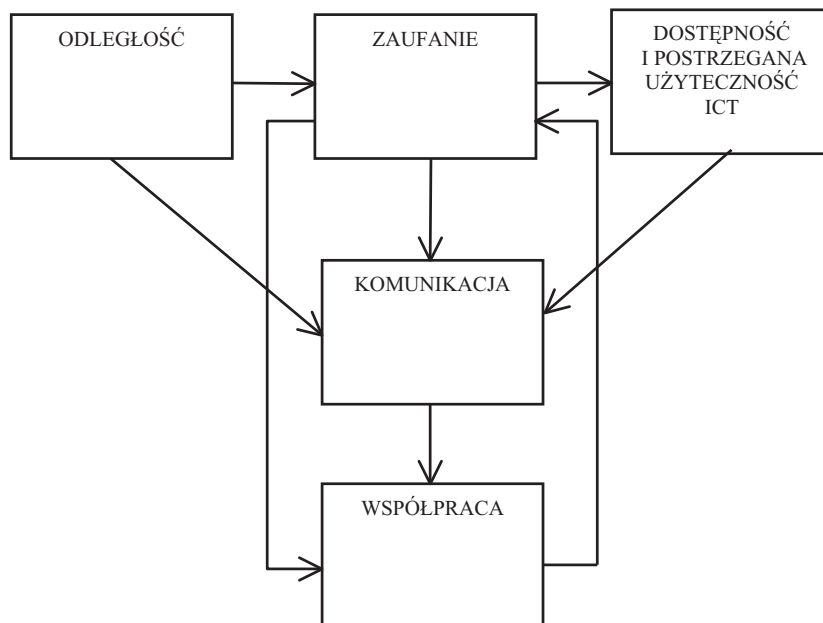 ODLEGŁOŚĆ
ZAUFANIE
DOSTĘPNOŚĆ
I POSTRZEGANA
UŻYTECZNOŚĆ
ICT
KOMUNIKACJA
WSPÓŁPRACA